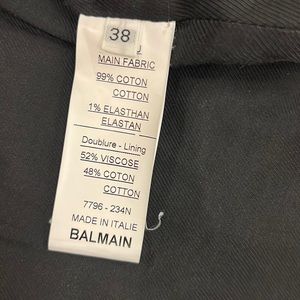 38
MAIN FABRIC
99% COTON
COTTON
1% ELASTHAN
ELASTAN
Doublure - Lining
52% VISCOSE
48% COTON
COTTON
7796 - 234N
MADE IN ITALIE
BALMAIN